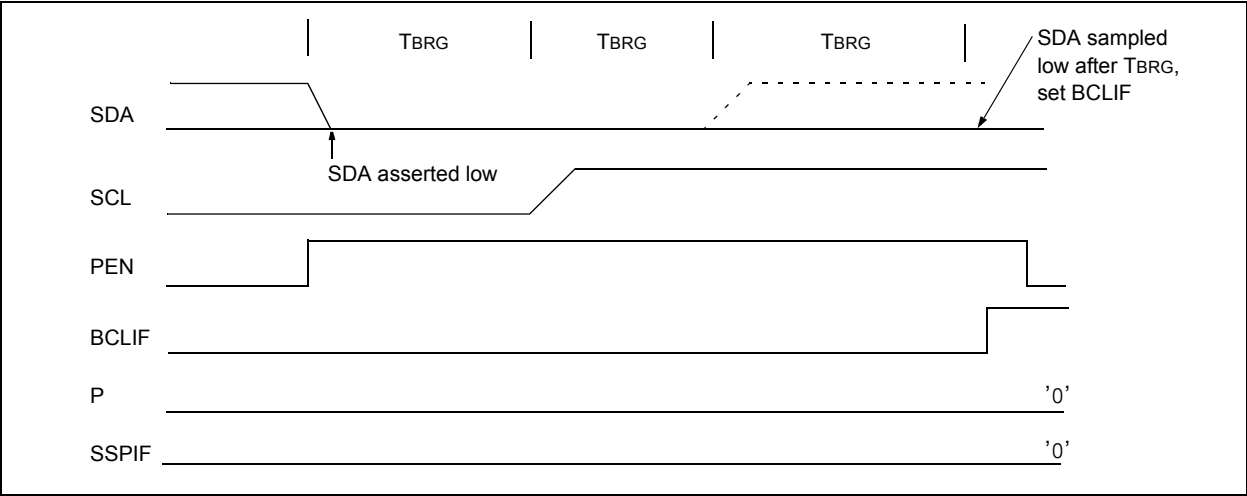 TBRG TBRG TBRG
SDA sampled
low after TBRG,
set BCLIF
SDA
SDA asserted low
SCL
PEN
BCLIF
P '0'
SSPIF '0'